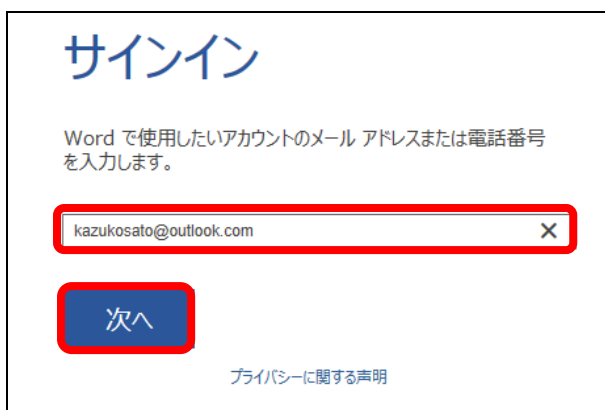 サインイン
Word で使用したいアカウントのメール アドレスまたは電話番号
を入力します。
kazukosato@outlook.com
次へ
プライバシーに関する声明